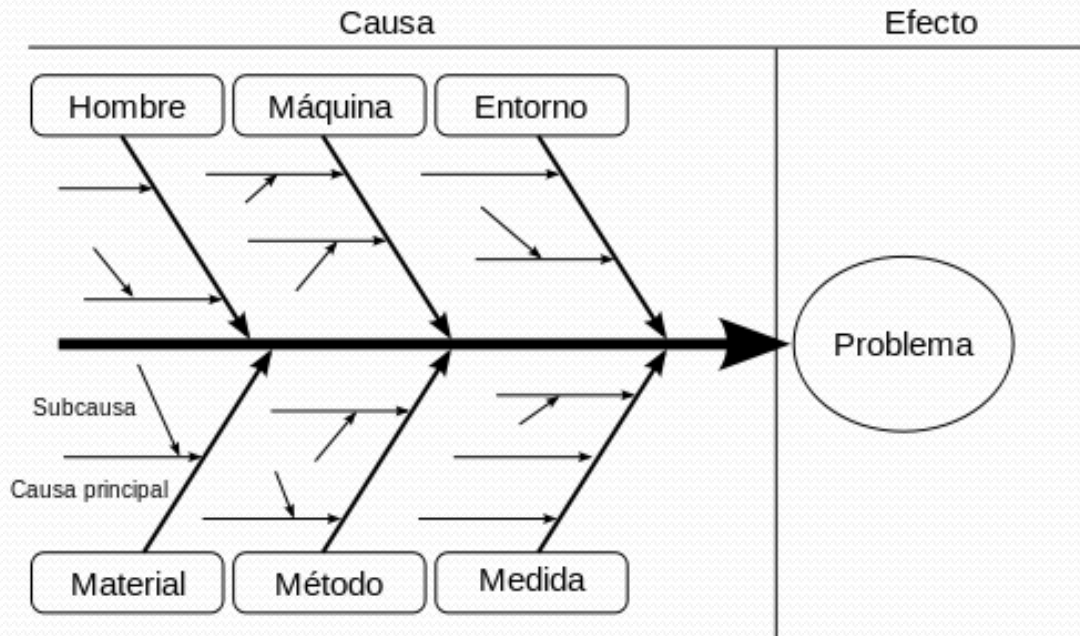 Causa
Efecto
Hombre
Máquina
Entorno
Problema
Subcausa
Causa principal
Material
Método
Medida